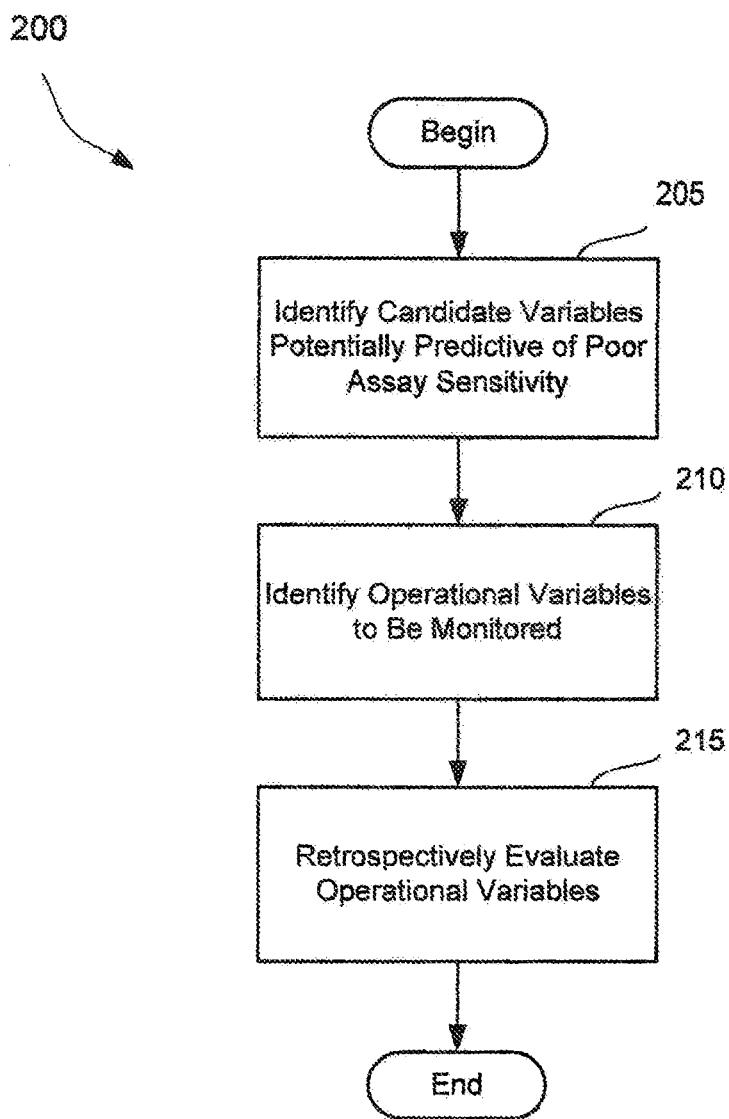 200
Begin
205
Identify Candidate Variables
Potentially Predictive of Poor
Assay Sensitivity
210
Identify Operational Variables
to Be Monitored
215
Retrospectively Evaluate
Operational Variables
End